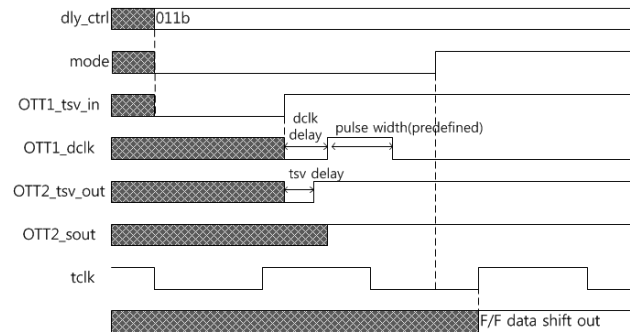 dly_ctrl
011b
mode
OTT1_tsv_in
dclk
delay
pulse width(predefined)
OTT1_dclk
tsv delay
OTT2_tsv_out
OTT2_sout
tclk
F/F data shift out